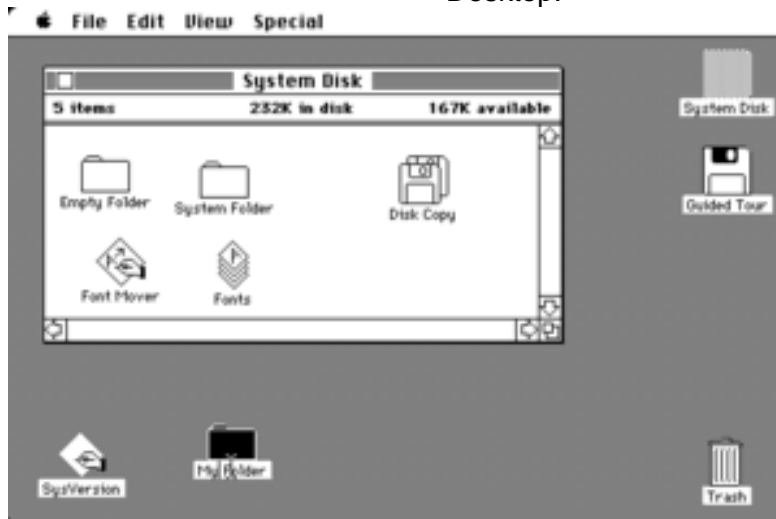 Desktop.
File Edit View Special
System Disk
5 items 232K in disk 167K available
System Disk
Empty Folder System Folder Disk Copy
Guided Tour
Font Mover Fonts
SysVersion My Folder Trash